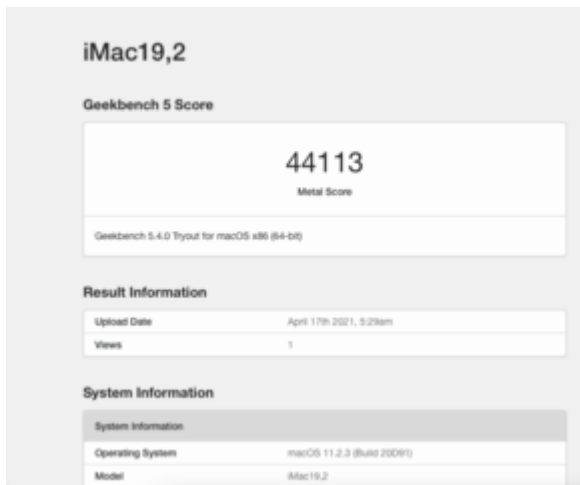 iMac19,2
Geekbench 5 Score
44113
Metal Score
Geekbench 5.4.0 Tryout for macOS x86 (64-bit)
Result Information
Upload Date April 17th 2021, 5:29am
Views 1
System Information
System Information
Operating System macOS 11.2.3 (Build 20D91)
Model iMac19,2